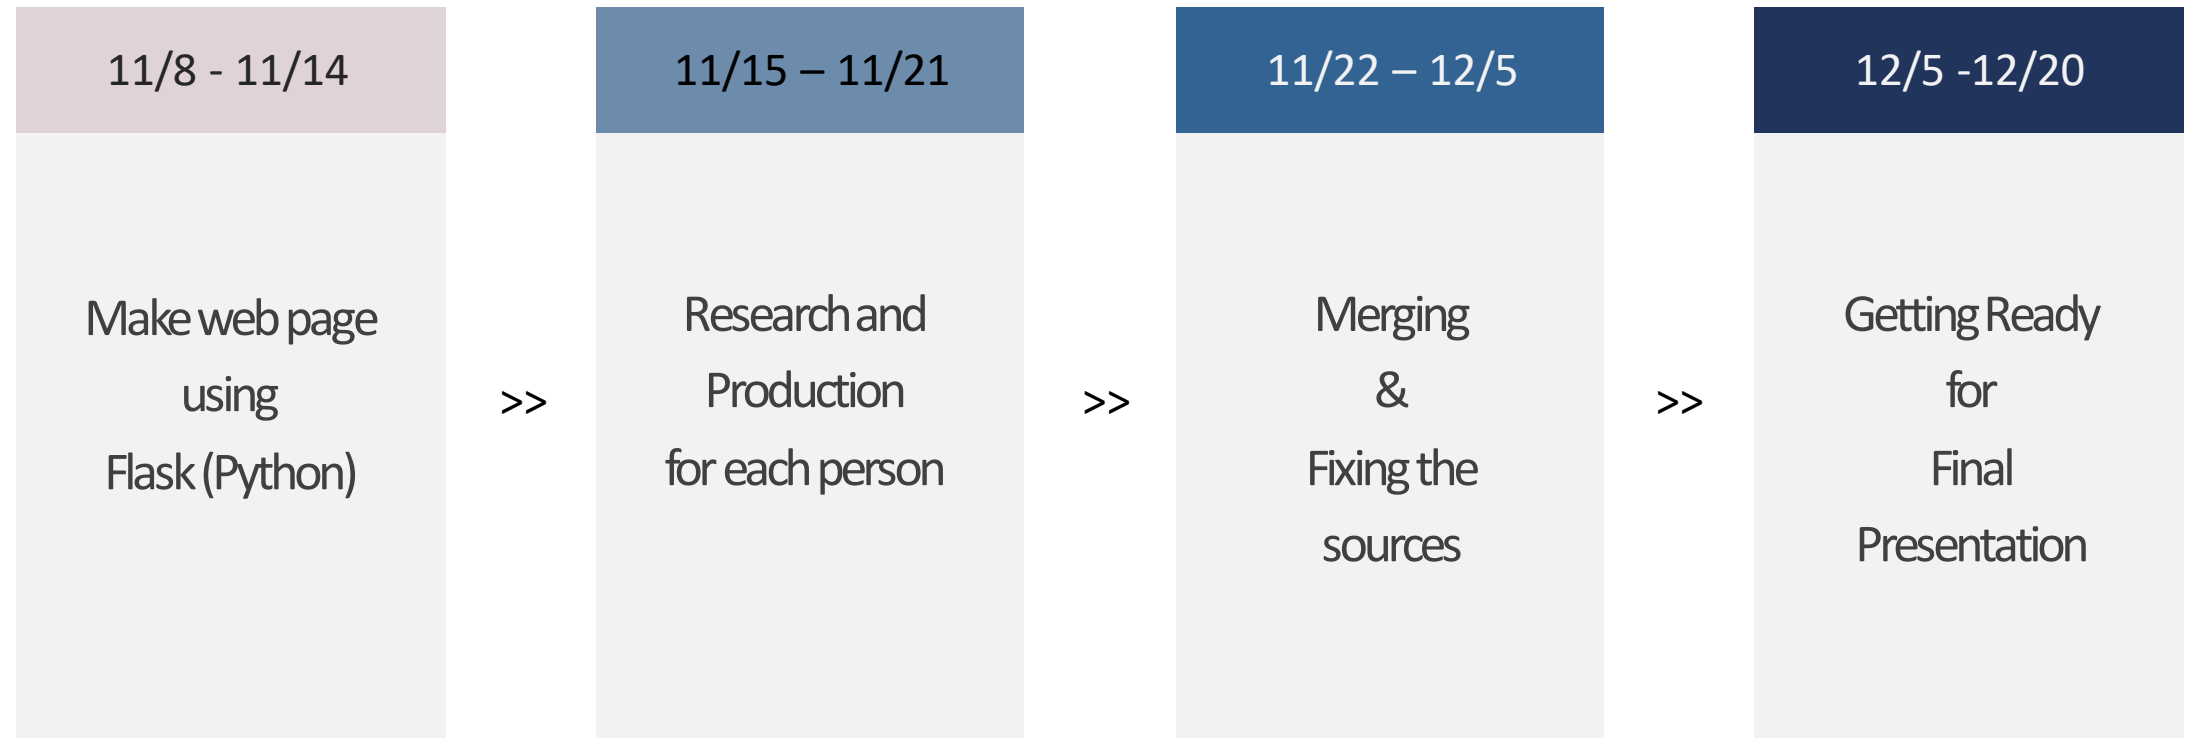 11/8 - 11/14
Make web page
using
Flask (Python)
>>
11/15 – 11/21
Research and
Production
for each person
>>
11/22 – 12/5
Merging
&
Fixing the
sources
>>
12/5 -12/20
Getting Ready
for
Final
Presentation